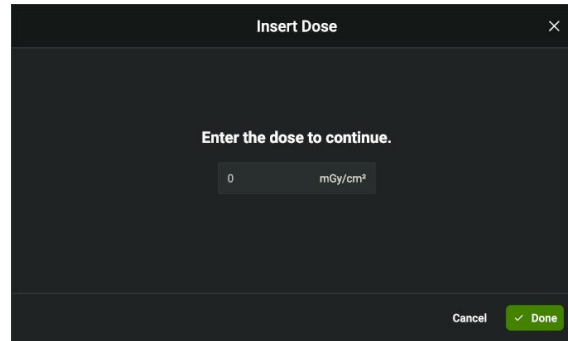 Insert Dose
Enter the dose to continue.
0 mGy/cm²
Cancel Done